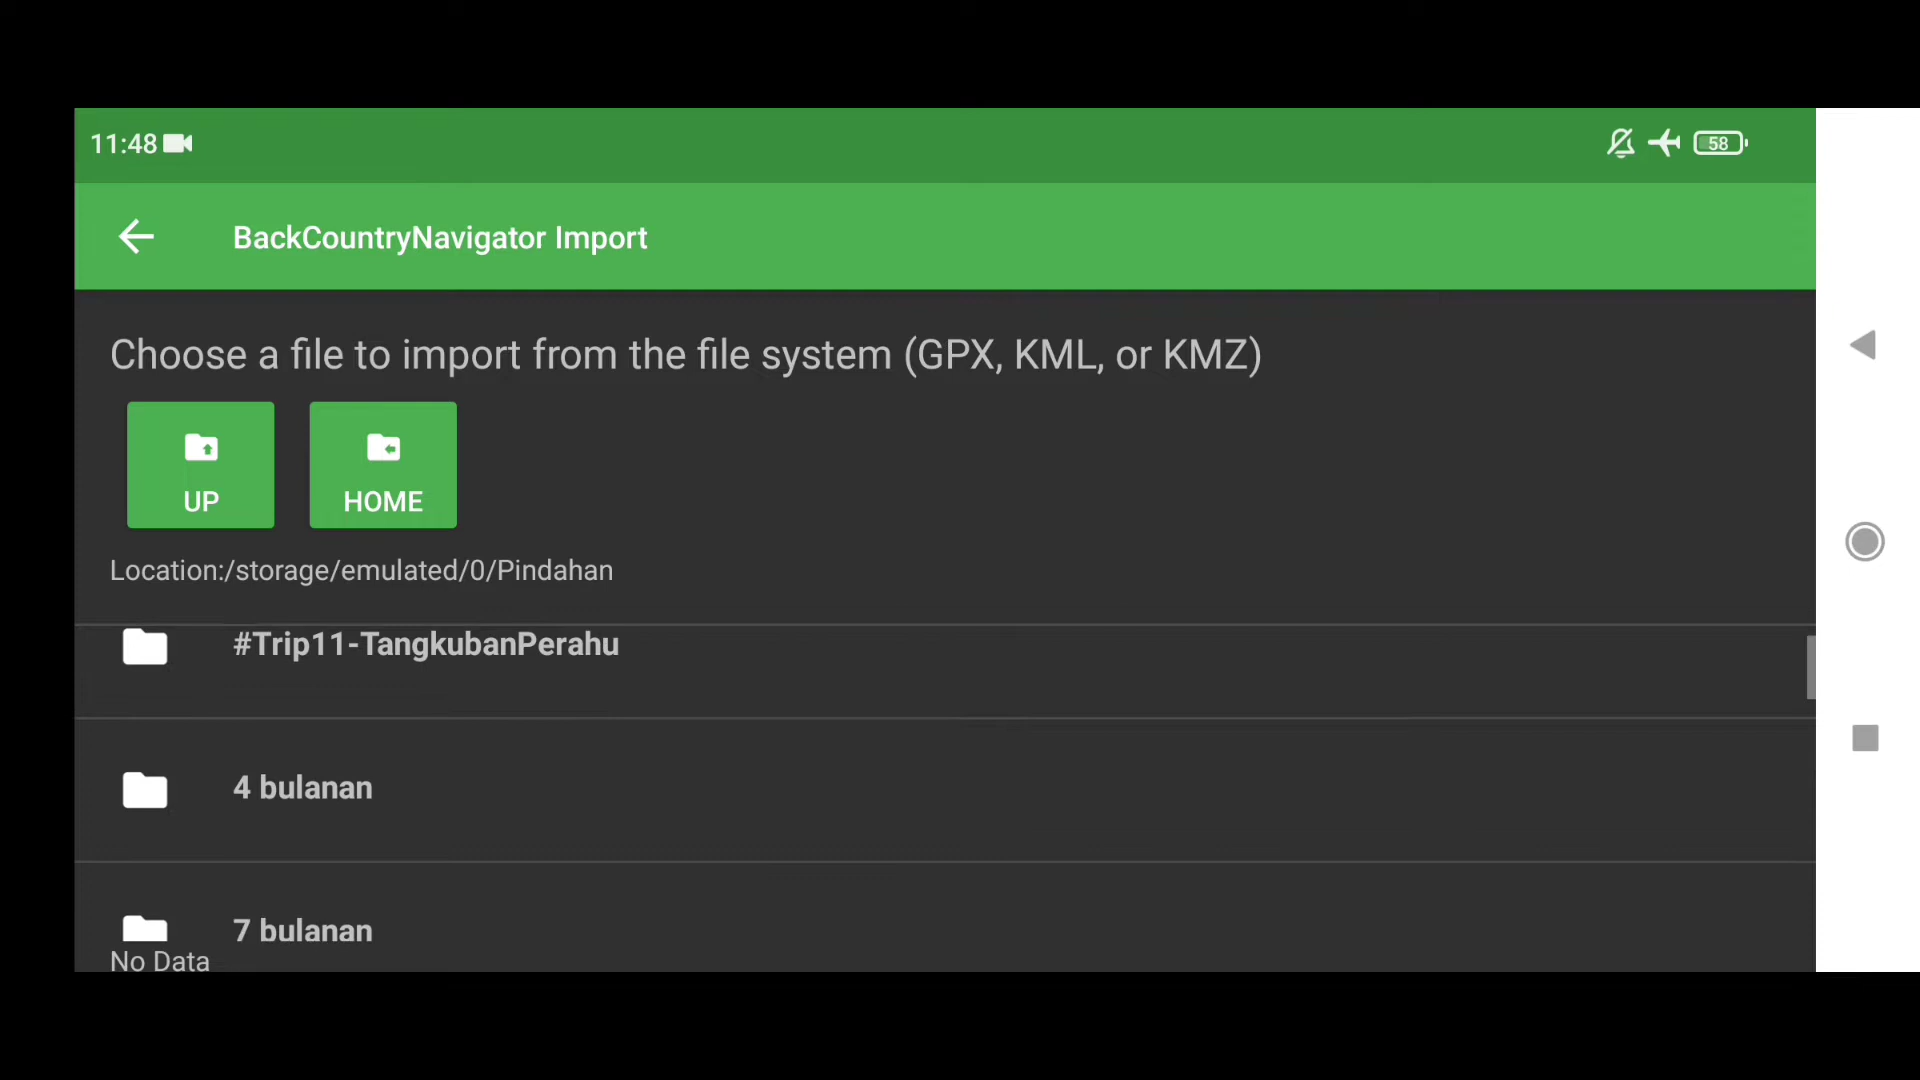 11:48
58
BackCountryNavigator Import
Choose a file to import from the file system (GPX, KML, or KMZ)
UP
HOME
Location:/storage/emulated/0/Pindahan
#Trip11-TangkubanPerahu
4 bulanan
7 bulanan
No Data